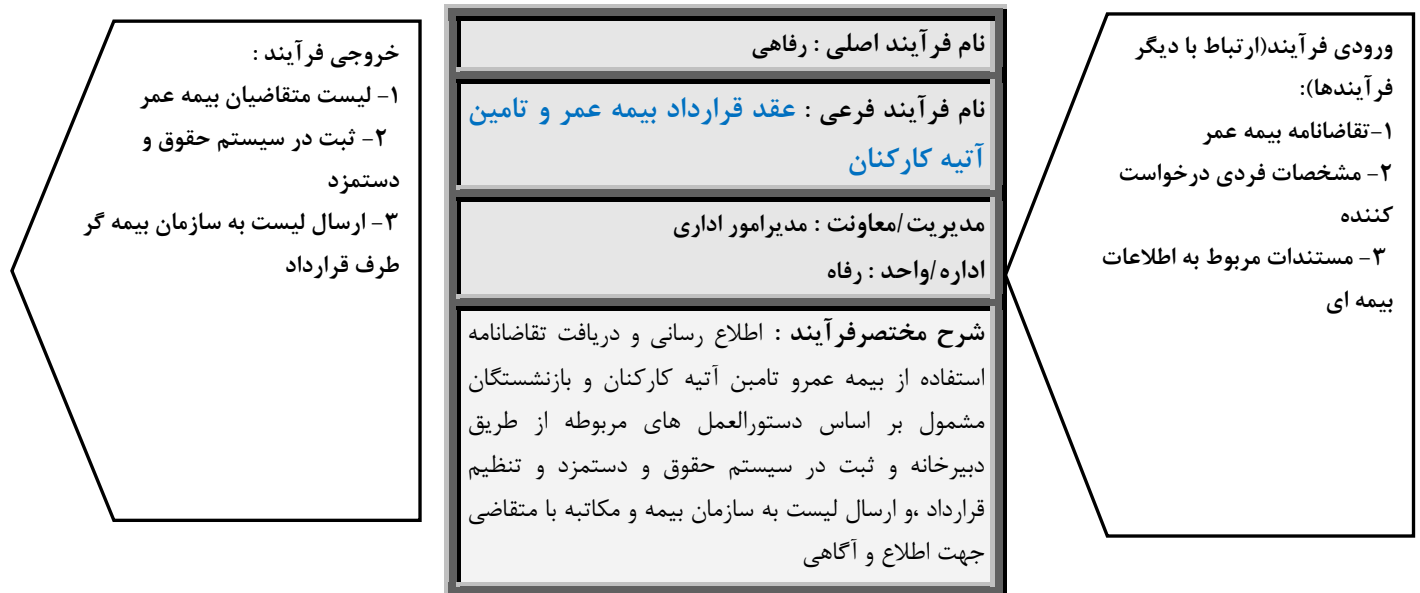 ورودی فرآیند(ارتباط با دیگر
فرآیندها):
۱-تقاضانامه بیمه عمر
۲- مشخصات فردی درخواست
کننده
۳- مستندات مربوط به اطلاعات
بیمه ای
نام فرآیند اصلی : رفاهی
نام فرآیند فرعی : عقد قرارداد بیمه عمر و تامین
آتیه کارکنان
مدیریت/معاونت : مدیرامور اداری
اداره/واحد : رفاه
شرح مختصرفرآیند : اطلاع رسانی و دریافت تقاضانامه
استفاده از بیمه عمرو تامبن آتیه کارکنان و بازنشستگان
مشمول بر اساس دستورالعمل های مربوطه از طریق
دبیرخانه و ثبت در سیستم حقوق و دستمزد و تنظیم
قرارداد ،و ارسال لیست به سازمان بیمه و مکاتبه با متقاضی
جهت اطلاع و آگاهی
خروجی فرآیند :
۱- لیست متقاضیان بیمه عمر
۲- ثبت در سیستم حقوق و
دستمزد
۳- ارسال لیست به سازمان بیمه گر
طرف قرارداد